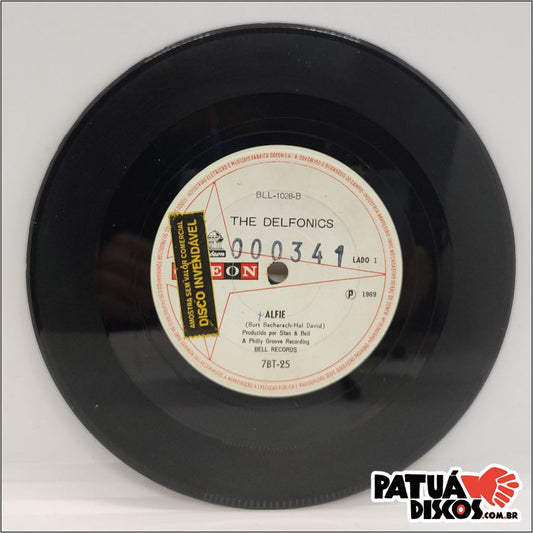 BLL-1028-B
THE DELFONICS
000341
LADO 1
EON
℗ 1969
AMOSTRA SEM VALOR COMERCIAL
DISCO INVENDÁVEL
ALFIE
(Burt Bacharach-Hal David)
Produzido por Stan & Bell
A Philly Groove Recording
BELL RECORDS
7BT-25
PATUÁ
DISCOS.COM.BR